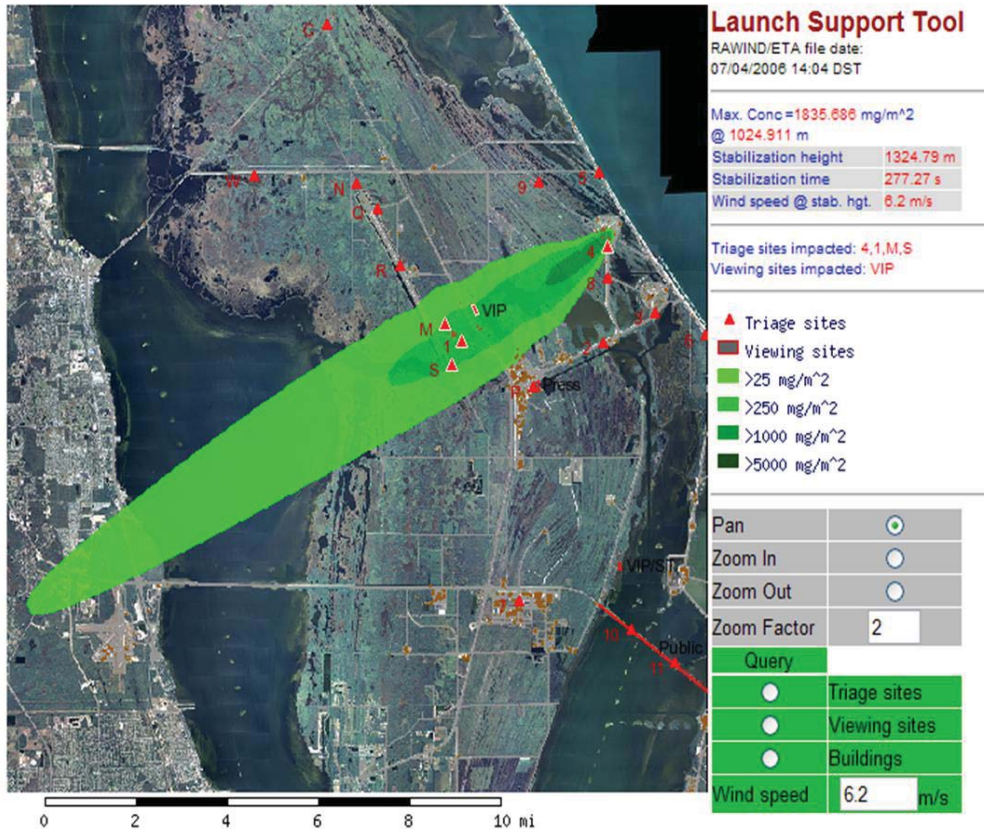 Launch Support Tool
RAWIND/ETA file date:
07/04/2006 14:04 DST
Max. Conc =1835.686 mg/m^2
@ 1024.911 m
Stabilization height 1324.79 m
Stabilization time 277.27 s
Wind speed @ stab. hgt. 6.2 m/s
Triage sites impacted: 4,1,M,S
Viewing sites impacted: VIP
Triage sites
Viewing sites
>25 mg/m^2
>250 mg/m^2
>1000 mg/m^2
>5000 mg/m^2
Pan
Zoom In
Zoom Out
Zoom Factor 2
Query
Triage sites
Viewing sites
Buildings
Wind speed 6.2 m/s
W
N
9
R
4
8
VIP
M
1
S
2
Press
10
Public
11
0 2 4 6 8 10 mi